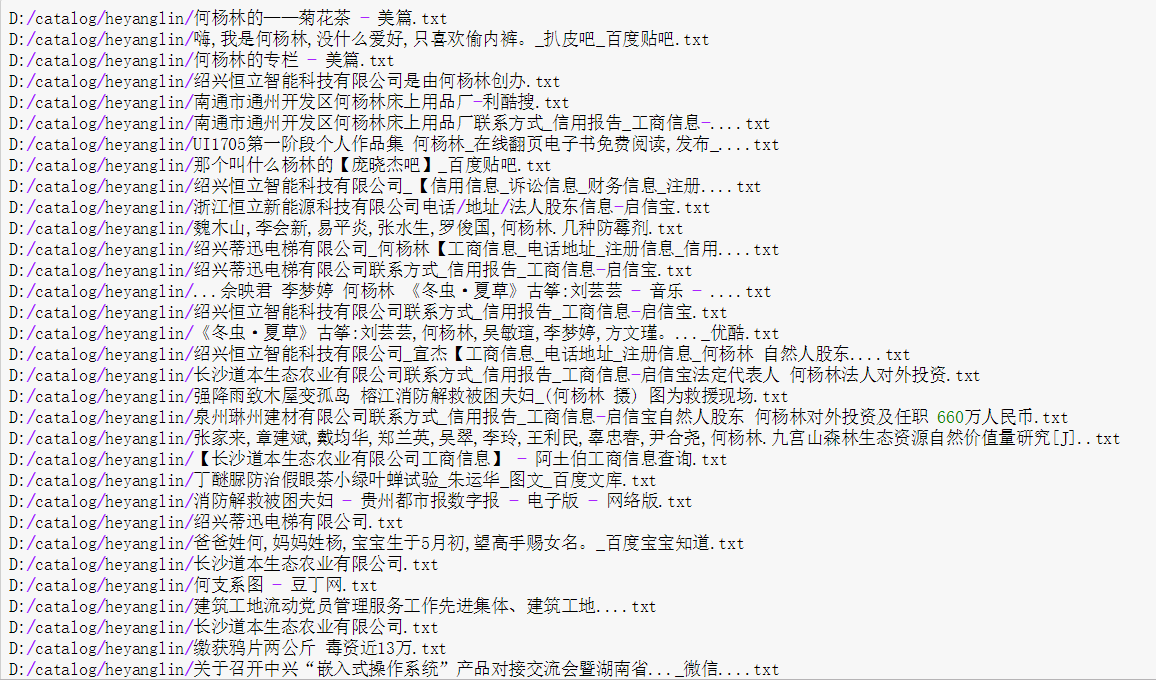 D:/catalog/heyanglin/何杨林的一一菊花茶 - 美篇.txt
D:/catalog/heyanglin/嗨,我是何杨林,没什么爱好,只喜欢偷内裤。_扒皮吧_百度贴吧.txt
D:/catalog/heyanglin/何杨林的专栏 - 美篇.txt
D:/catalog/heyanglin/绍兴恒立智能科技有限公司是由何杨林创办.txt
D:/catalog/heyanglin/南通市通州开发区何杨林床上用品厂-利酷搜.txt
D:/catalog/heyanglin/南通市通州开发区何杨林床上用品厂联系方式_信用报告_工商信息-....txt
D:/catalog/heyanglin/UI1705第一阶段个人作品集 何杨林_在线翻页电子书免费阅读,发布_....txt
D:/catalog/heyanglin/那个叫什么杨林的【庞晓杰吧】_百度贴吧.txt
D:/catalog/heyanglin/绍兴恒立智能科技有限公司_【信用信息_诉讼信息_财务信息_注册....txt
D:/catalog/heyanglin/浙江恒立新能源科技有限公司电话/地址/法人股东信息-启信宝.txt
D:/catalog/heyanglin/魏木山,李会新,易平炎,张水生,罗俊国,何杨林.几种防霉剂.txt
D:/catalog/heyanglin/绍兴蒂迅电梯有限公司_何杨林【工商信息_电话地址_注册信息_信用....txt
D:/catalog/heyanglin/绍兴蒂迅电梯有限公司联系方式_信用报告_工商信息-启信宝.txt
D:/catalog/heyanglin/...余映君 李梦婷 何杨林 《冬虫·夏草》古筝:刘芸芸 - 音乐 - ....txt
D:/catalog/heyanglin/绍兴恒立智能科技有限公司联系方式_信用报告_工商信息-启信宝.txt
D:/catalog/heyanglin/《冬虫·夏草》古筝:刘芸芸,何杨林,吴敏瑄,李梦婷,方文瑾。..._优酷.txt
D:/catalog/heyanglin/绍兴恒立智能科技有限公司_宣杰【工商信息_电话地址_注册信息_何杨林 自然人股东....txt
D:/catalog/heyanglin/长沙道本生态农业有限公司联系方式_信用报告_工商信息-启信宝法定代表人 何杨林法人对外投资.txt
D:/catalog/heyanglin/强降雨致木屋变孤岛 榕江消防解救被困夫妇_(何杨林 摄) 图为救援现场.txt
D:/catalog/heyanglin/泉州琳州建材有限公司联系方式_信用报告_工商信息-启信宝自然人股东 何杨林对外投资及任职 660万人民币.txt
D:/catalog/heyanglin/张家来,章建斌,戴均华,郑兰英,吴翠,李玲,王利民,辜忠春,尹合尧,何杨林.九宫山森林生态资源自然价值量研究[J]..txt
D:/catalog/heyanglin/【长沙道本生态农业有限公司工商信息】 - 阿土伯工商信息查询.txt
D:/catalog/heyanglin/丁醚脲防治假眼茶小绿叶蝉试验_朱运华_图文_百度文库.txt
D:/catalog/heyanglin/消防解救被困夫妇 - 贵州都市报数字报 - 电子版 - 网络版.txt
D:/catalog/heyanglin/绍兴蒂迅电梯有限公司.txt
D:/catalog/heyanglin/爸爸姓何,妈妈姓杨,宝宝生于5月初,望高手赐女名。_百度宝宝知道.txt
D:/catalog/heyanglin/长沙道本生态农业有限公司.txt
D:/catalog/heyanglin/何支系图 - 豆丁网.txt
D:/catalog/heyanglin/建筑工地流动党员管理服务工作先进集体、建筑工地....txt
D:/catalog/heyanglin/长沙道本生态农业有限公司.txt
D:/catalog/heyanglin/缴获鸦片两公斤 毒资近13万.txt
D:/catalog/heyanglin/关于召开中兴“嵌入式操作系统”产品对接交流会暨湖南省..._微信....txt